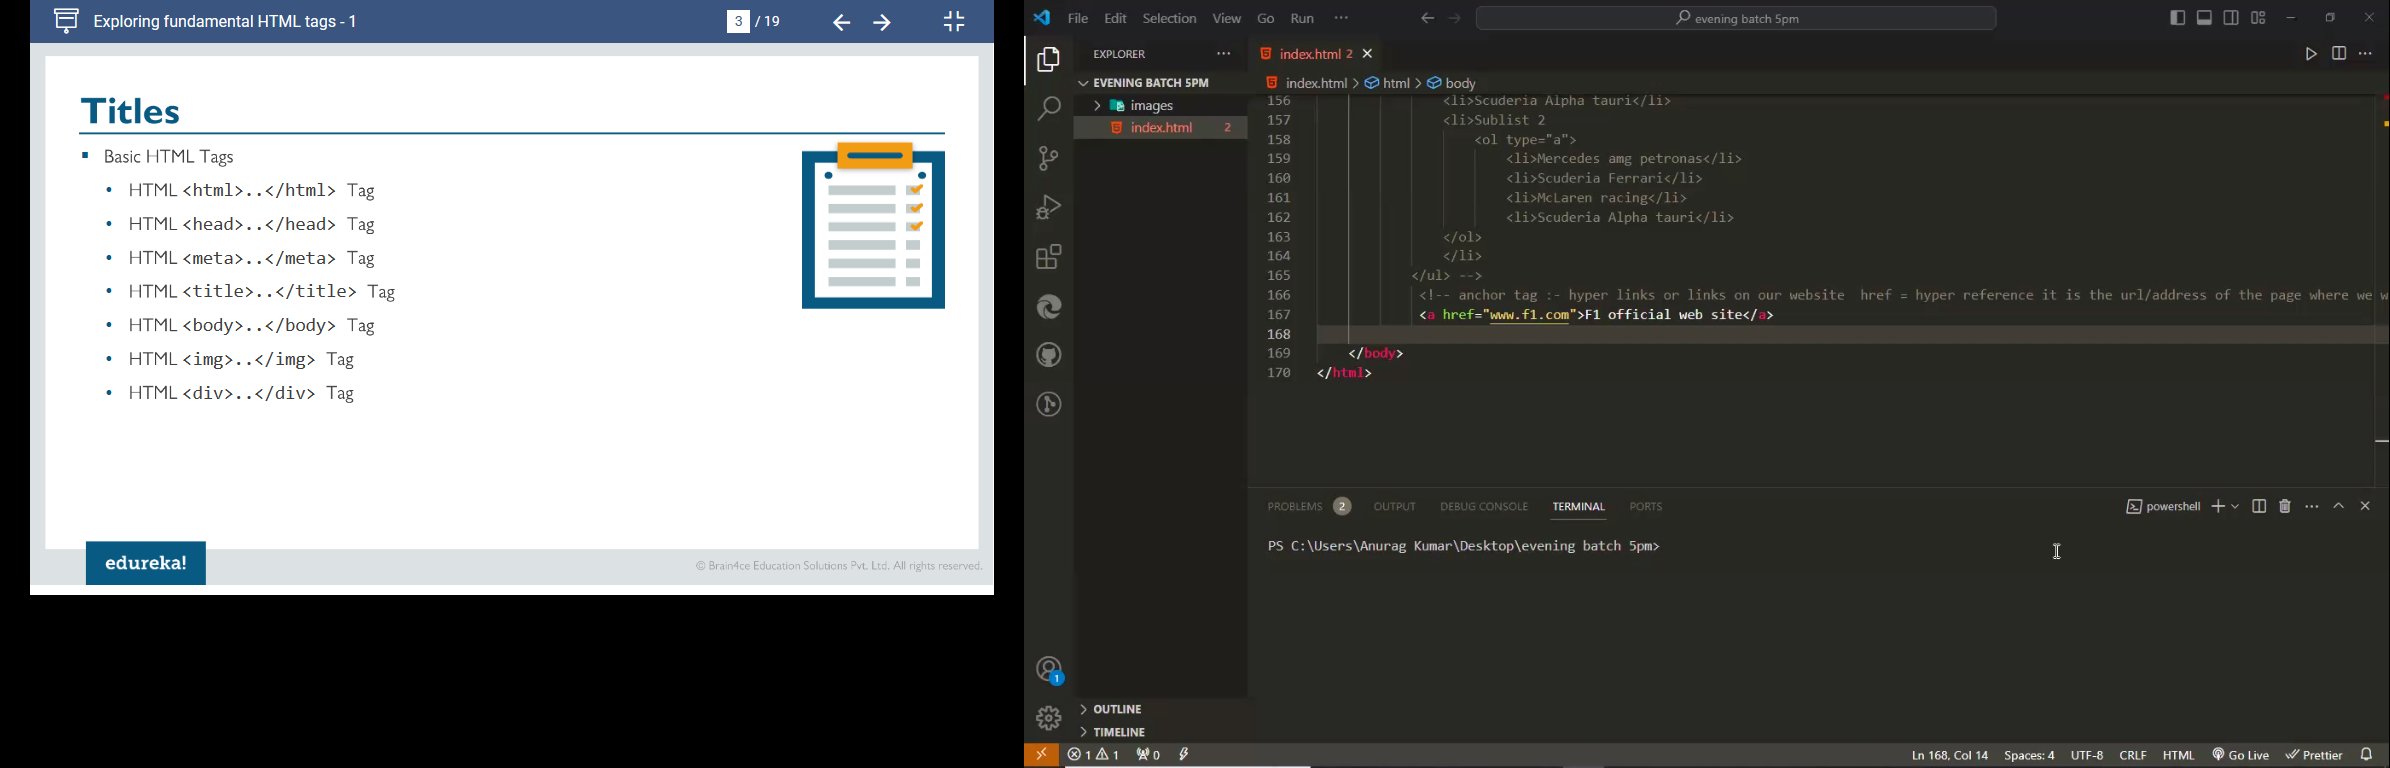 Exploring fundamental HTML tags - 1
3 / 19
Titles
Basic HTML Tags
HTML <html>..</html> Tag
HTML <head>..</head> Tag
HTML <meta>..</meta> Tag
HTML <title>..</title> Tag
HTML <body>..</body> Tag
HTML <img>..</img> Tag
HTML <div>..</div> Tag
edureka!
© Brain4ce Education Solutions Pvt. Ltd. All rights reserved.
File Edit Selection View Go Run ···
evening batch 5pm
EXPLORER ···
EVENING BATCH 5PM
images
index.html 2
index.html 2
index.html > html > body
156 <li>Scuderia Alpha tauri</li>
157 <li>Sublist 2
158 <ol type="a">
159 <li>Mercedes amg petronas</li>
160 <li>Scuderia Ferrari</li>
161 <li>McLaren racing</li>
162 <li>Scuderia Alpha tauri</li>
163 </ol>
164 </li>
165 </ul> -->
166 <!-- anchor tag :- hyper links or links on our website  href = hyper reference it is the url/address of the page where we w
167 <a href="www.f1.com">F1 official web site</a>
168
169 </body>
170 </html>
PROBLEMS 2 OUTPUT DEBUG CONSOLE TERMINAL PORTS
powershell
PS C:\Users\Anurag Kumar\Desktop\evening batch 5pm>
1
OUTLINE
TIMELINE
1 1 0
Ln 168, Col 14 Spaces: 4 UTF-8 CRLF HTML Go Live Prettier